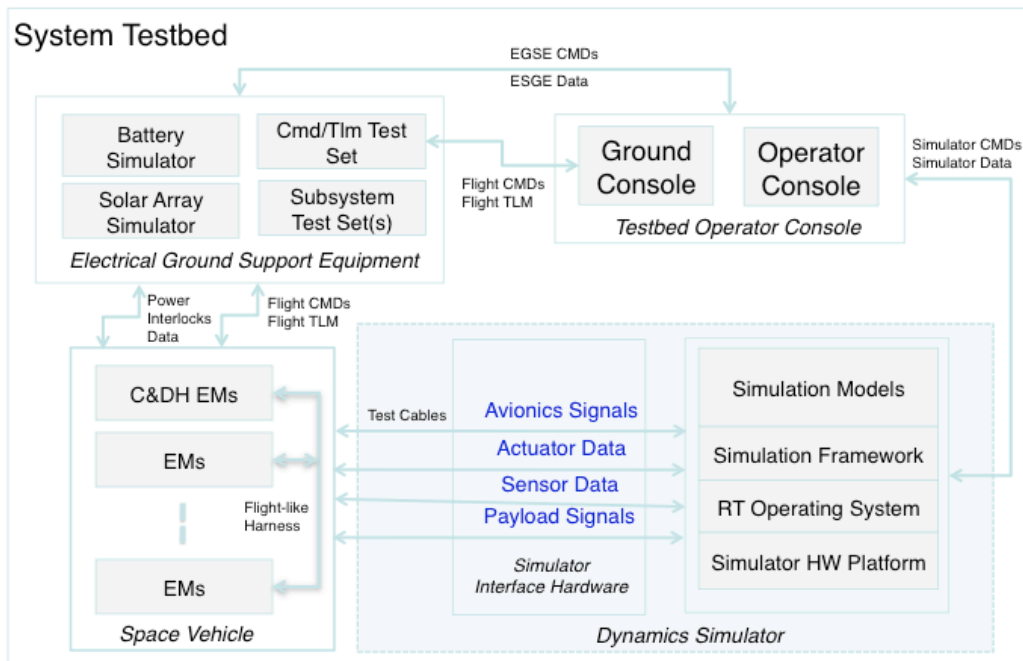 System Testbed
EGSE CMDs
ESGE Data
Battery
Simulator
Cmd/Tlm Test
Set
Solar Array
Simulator
Subsystem
Test Set(s)
Electrical Ground Support Equipment
Flight CMDs
Flight TLM
Ground
Console
Operator
Console
Testbed Operator Console
Simulator CMDs
Simulator Data
Power
Interlocks
Data
Flight CMDs
Flight TLM
C&DH EMs
EMs
EMs
Flight-like
Harness
Space Vehicle
Test Cables
Avionics Signals
Actuator Data
Sensor Data
Payload Signals
Simulator
Interface Hardware
Simulation Models
Simulation Framework
RT Operating System
Simulator HW Platform
Dynamics Simulator